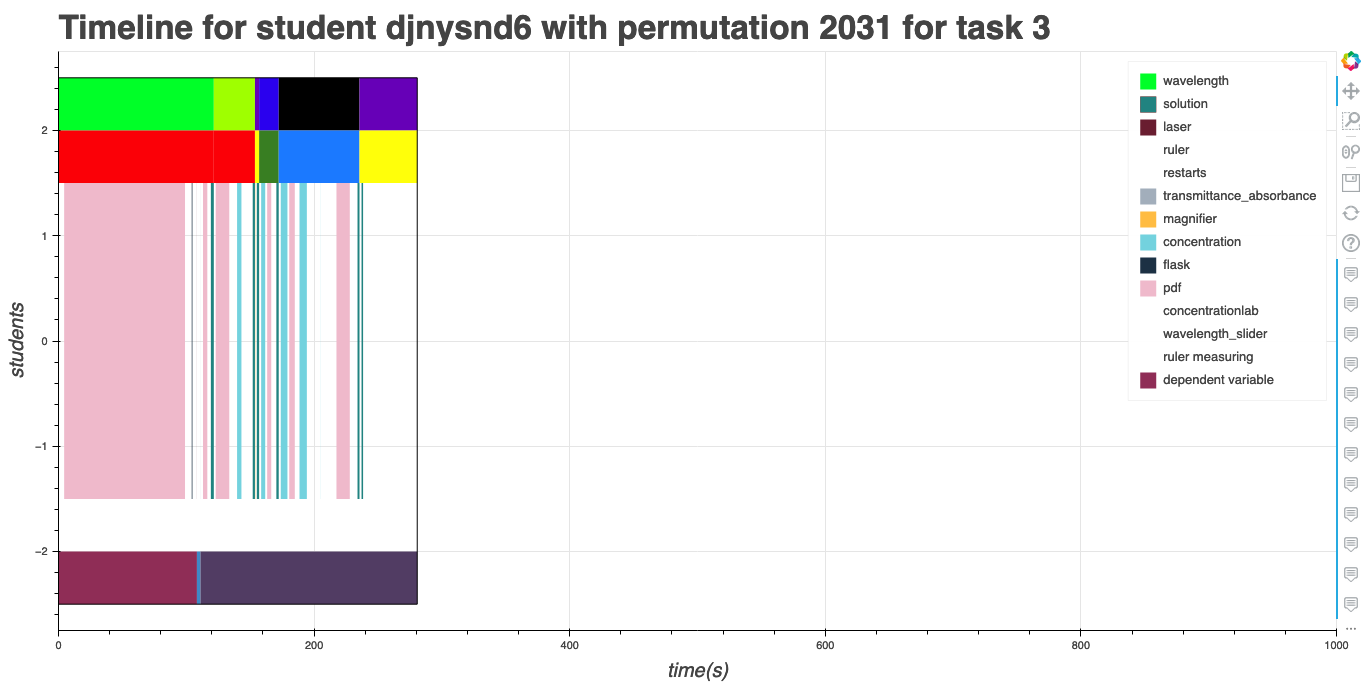 Timeline for student djnysnd6 with permutation 2031 for task 3
wavelength
solution
laser
ruler
restarts
transmittance_absorbance
magnifier
concentration
flask
pdf
concentrationlab
wavelength_slider
ruler measuring
dependent variable
students
2
1
0
−1
−2
0
200
400
600
800
1000
time(s)